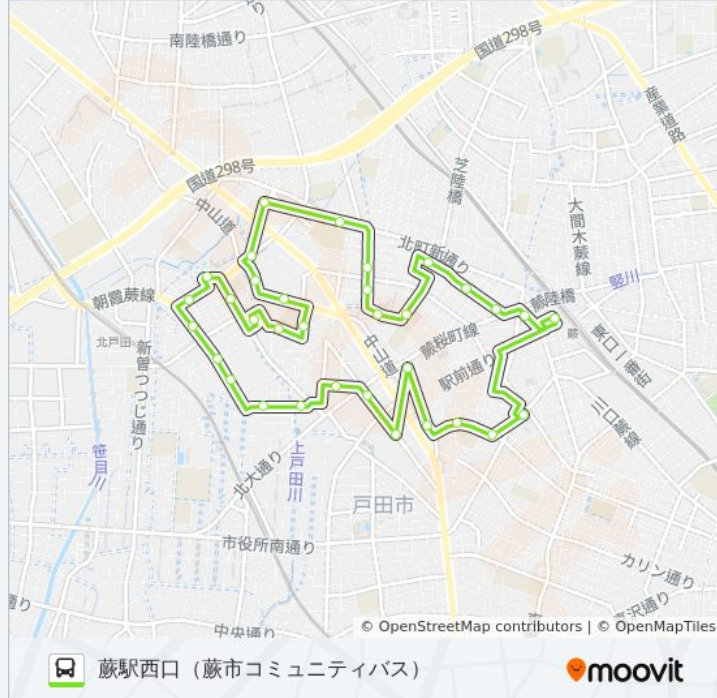 南陸橋通り
国道298号
産業道路
芝陸橋
国道298号
中山道
大間木蕨線
北町新通り
竪川
朝霞蕨線
蕨陸橋
北戸田
中山道
蕨桜町線
蕨
東口一番街
新曽つつじ通り
駅前通り
川口蕨線
笹目川
上戸田川
北大通り
戸田市
市役所南通り
カリン通り
通り
中央通り
© OpenStreetMap contributors | © OpenMapTiles
蕨駅西口（蕨市コミュニティバス）
moovit